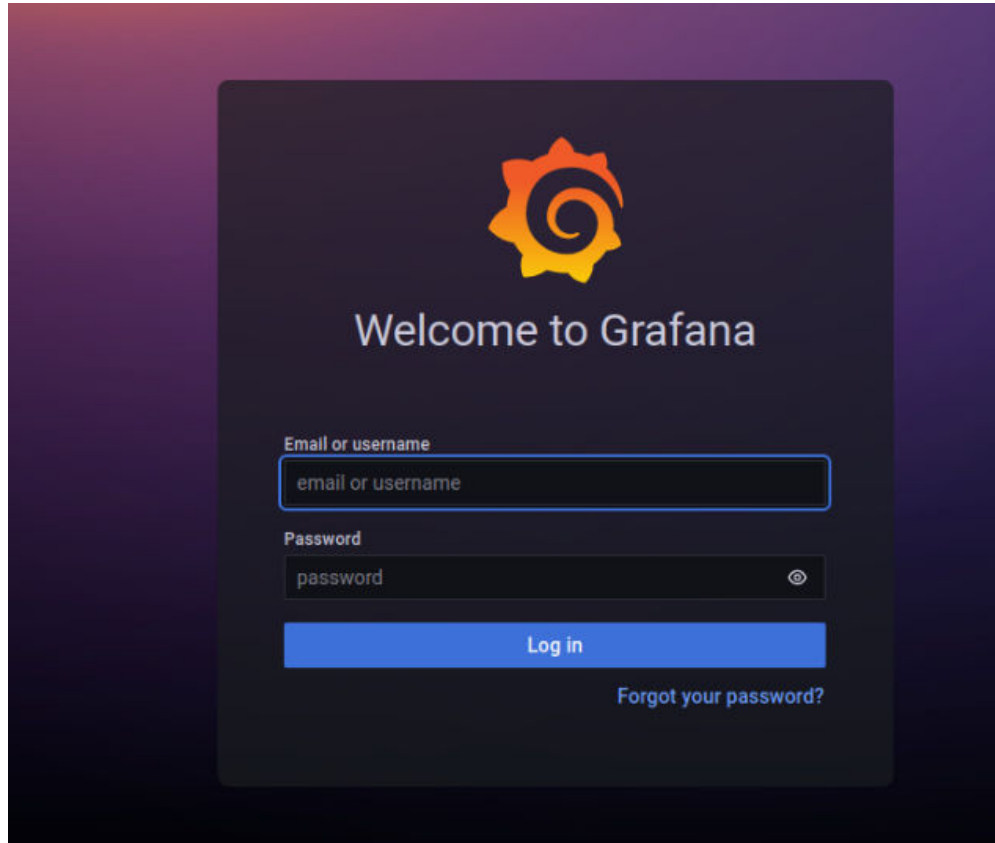 Welcome to Grafana
Email or username
email or username
Password
password
Log in
Forgot your password?